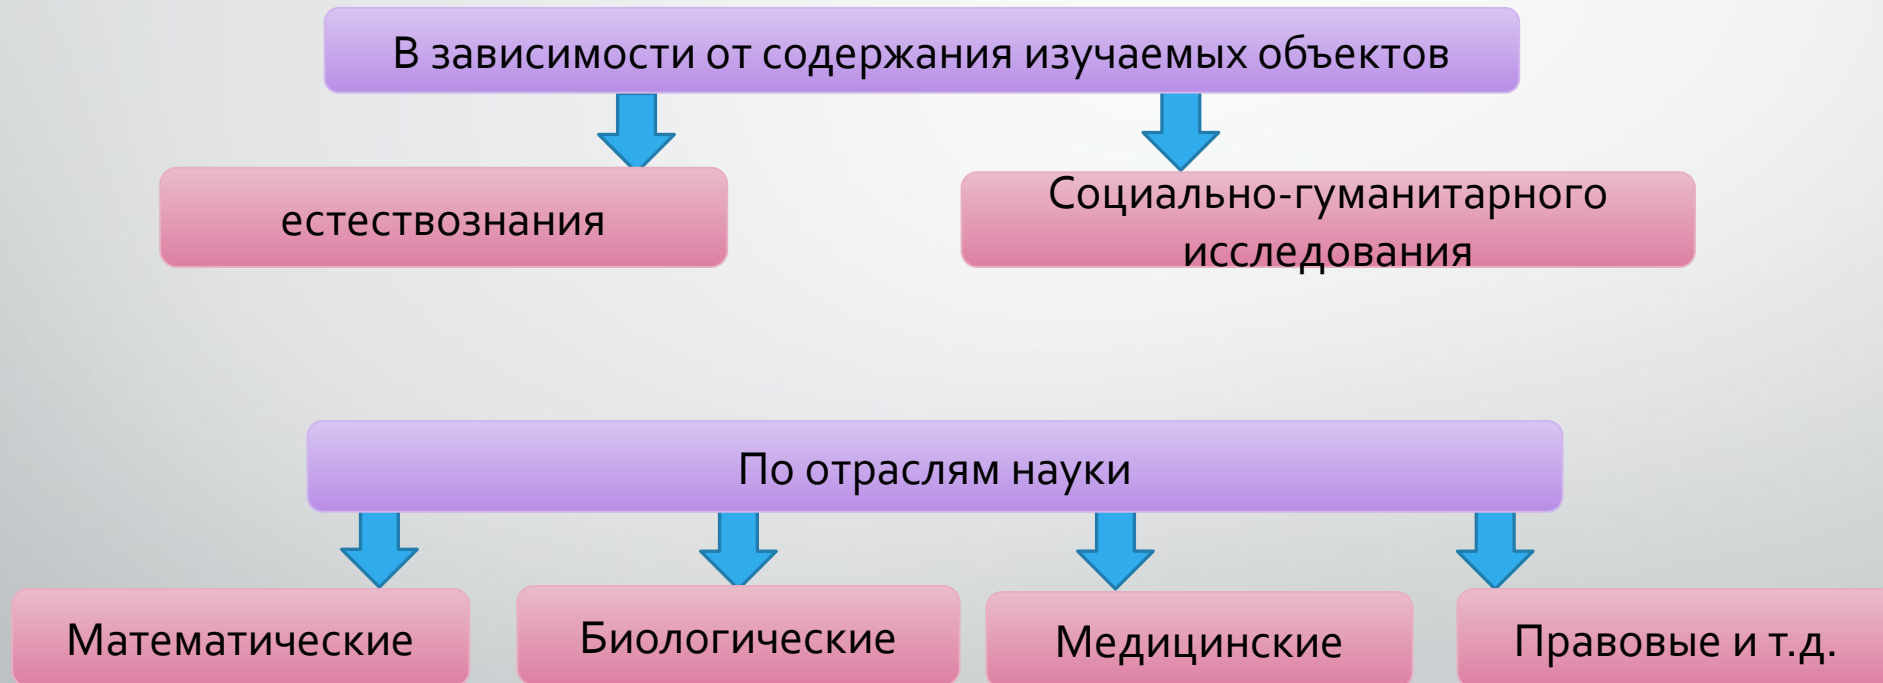 В зависимости от содержания изучаемых объектов
естествознания
Социально-гуманитарного
исследования
По отраслям науки
Математические
Биологические
Медицинские
Правовые и т.д.